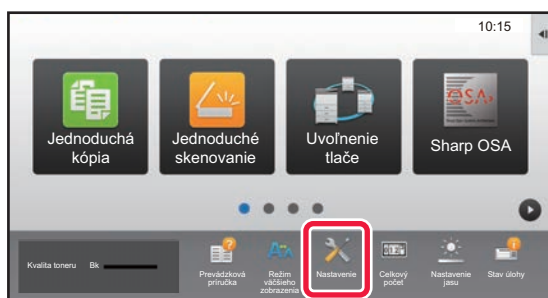 10:15
Jednoduchá
kópia
Jednoduché
skenovanie
Uvoľnenie
tlače
OSA
Sharp OSA
Kvalita toneru Bk
Prevádzková
príručka
Režim
väčšieho
zobrazenia
Nastavenie
Celkový
počet
Nastavenie
jasu
Stav úlohy